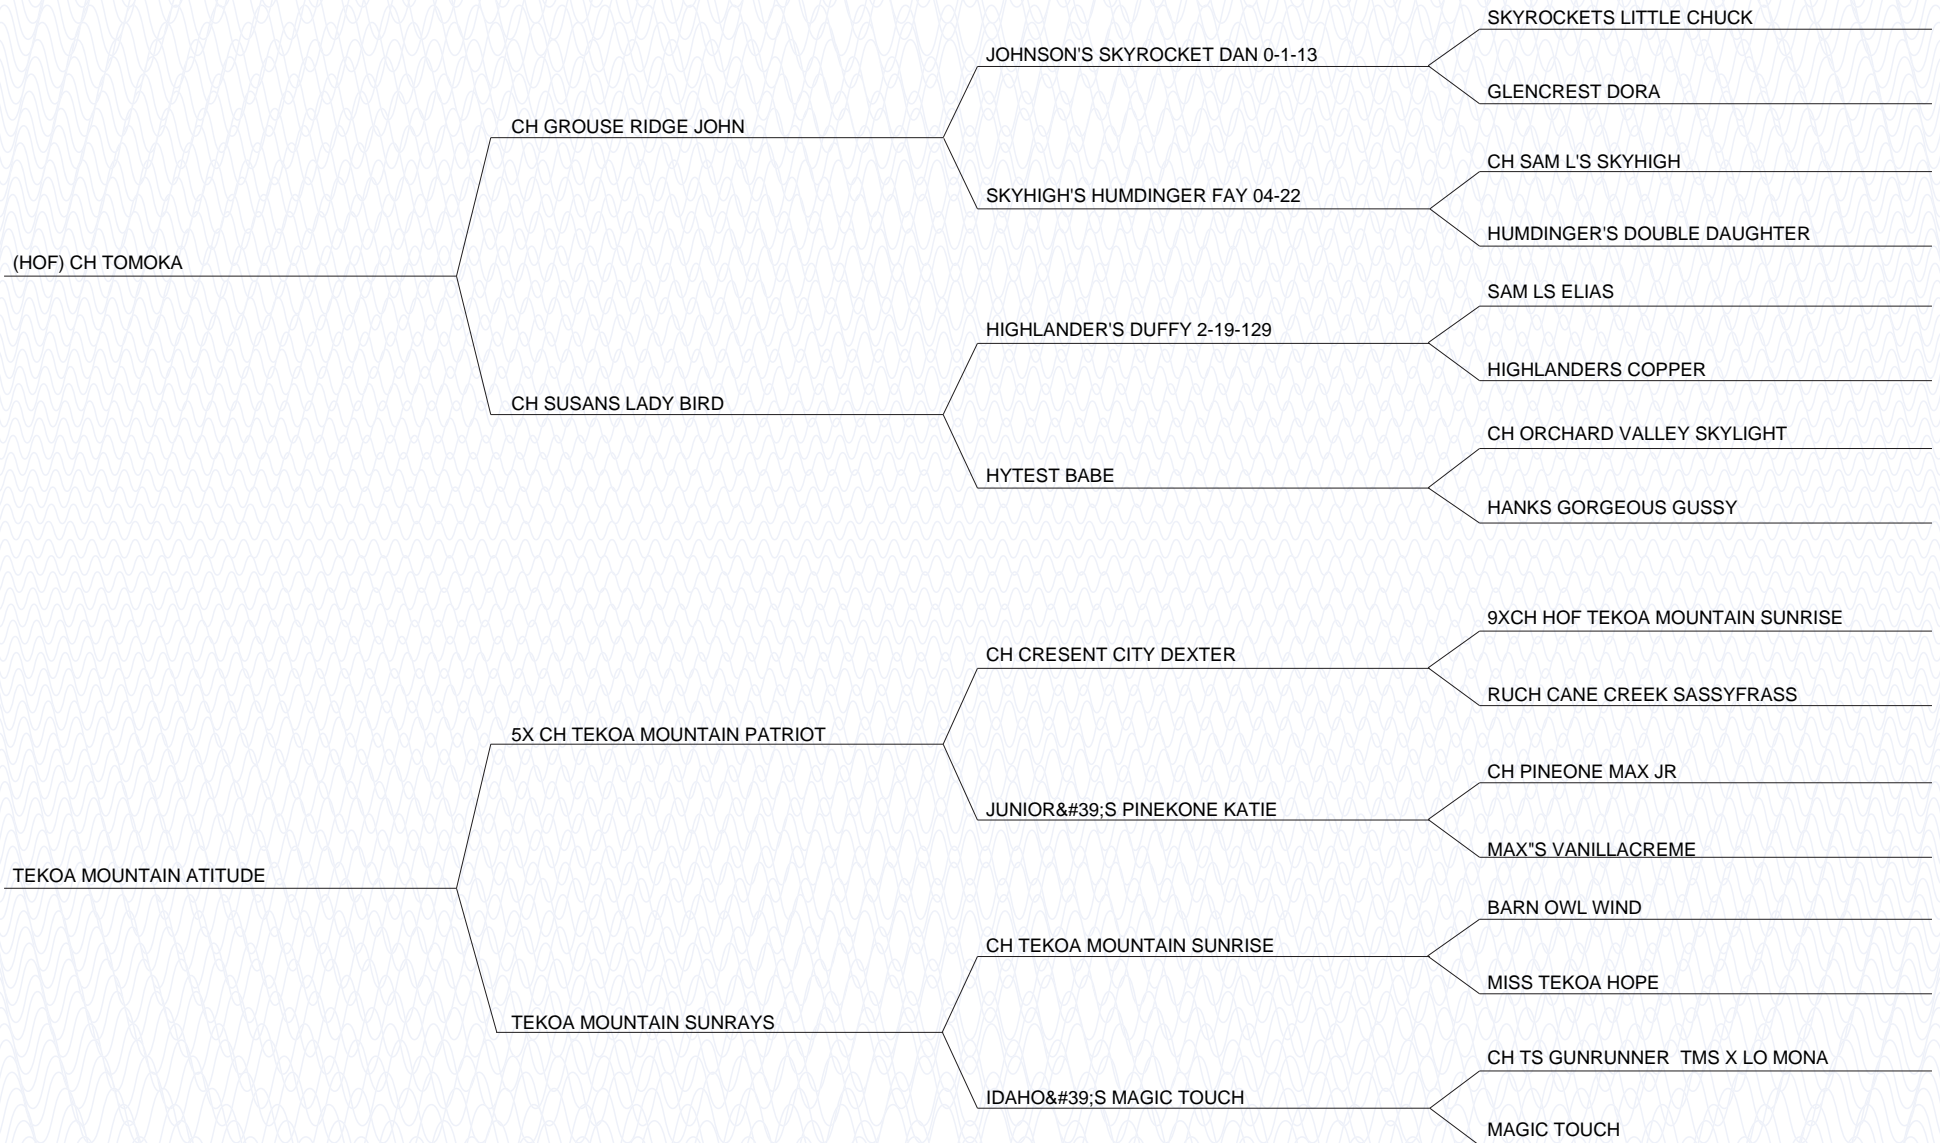 SKYROCKETS LITTLE CHUCK
JOHNSON'S SKYROCKET DAN 0-1-13
GLENCREST DORA
CH GROUSE RIDGE JOHN
CH SAM L'S SKYHIGH
SKYHIGH'S HUMDINGER FAY 04-22
HUMDINGER'S DOUBLE DAUGHTER
(HOF) CH TOMOKA
SAM LS ELIAS
HIGHLANDER'S DUFFY 2-19-129
HIGHLANDERS COPPER
CH SUSANS LADY BIRD
CH ORCHARD VALLEY SKYLIGHT
HYTEST BABE
HANKS GORGEOUS GUSSY
9XCH HOF TEKOA MOUNTAIN SUNRISE
CH CRESENT CITY DEXTER
RUCH CANE CREEK SASSYFRASS
5X CH TEKOA MOUNTAIN PATRIOT
CH PINEONE MAX JR
JUNIOR&#39;S PINEKONE KATIE
MAX"S VANILLACREME
TEKOA MOUNTAIN ATITUDE
BARN OWL WIND
CH TEKOA MOUNTAIN SUNRISE
MISS TEKOA HOPE
TEKOA MOUNTAIN SUNRAYS
CH TS GUNRUNNER  TMS X LO MONA
IDAHO&#39;S MAGIC TOUCH
MAGIC TOUCH